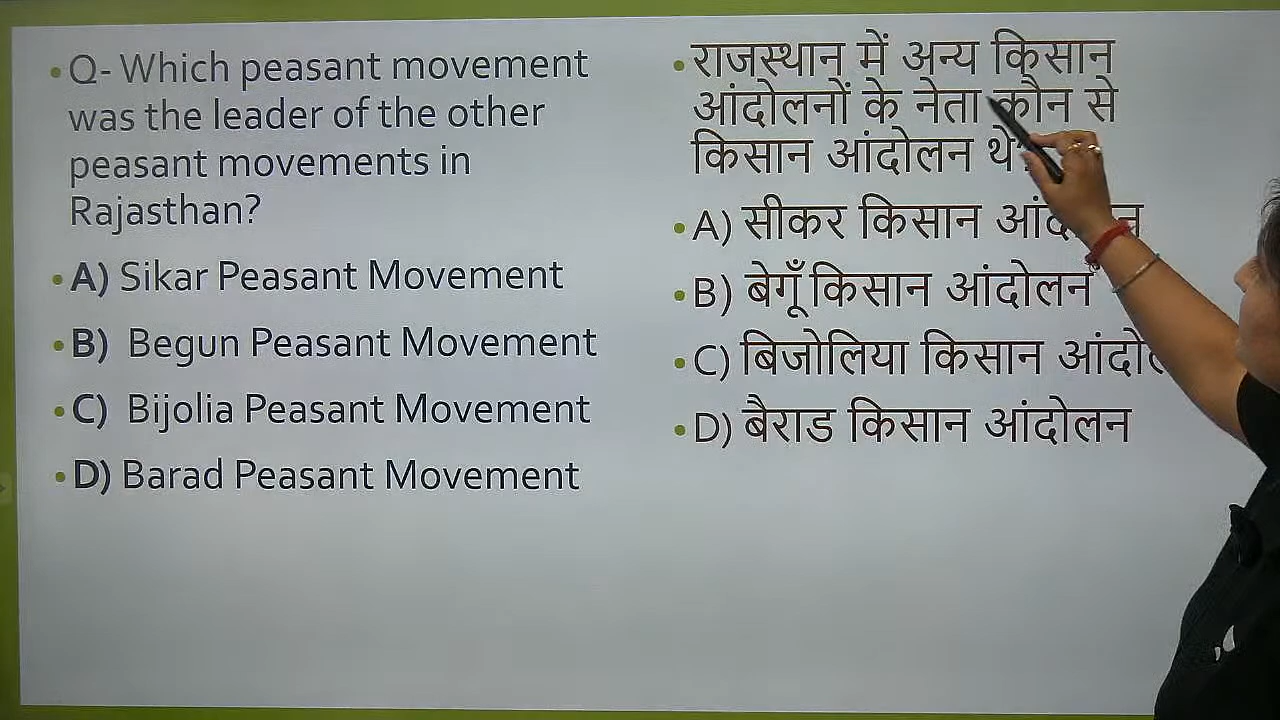 Q- Which peasant movement
was the leader of the other
peasant movements in
Rajasthan?
A) Sikar Peasant Movement
B) Begun Peasant Movement
C) Bijolia Peasant Movement
D) Barad Peasant Movement
राजस्थान में अन्य किसान
आंदोलनों के नेता कौन से
किसान आंदोलन थे
A) सीकर किसान
B) बेगूँ किसान आंदोलन
C) बिजोलिया किसान
D) बैराड किसान आंदोलन